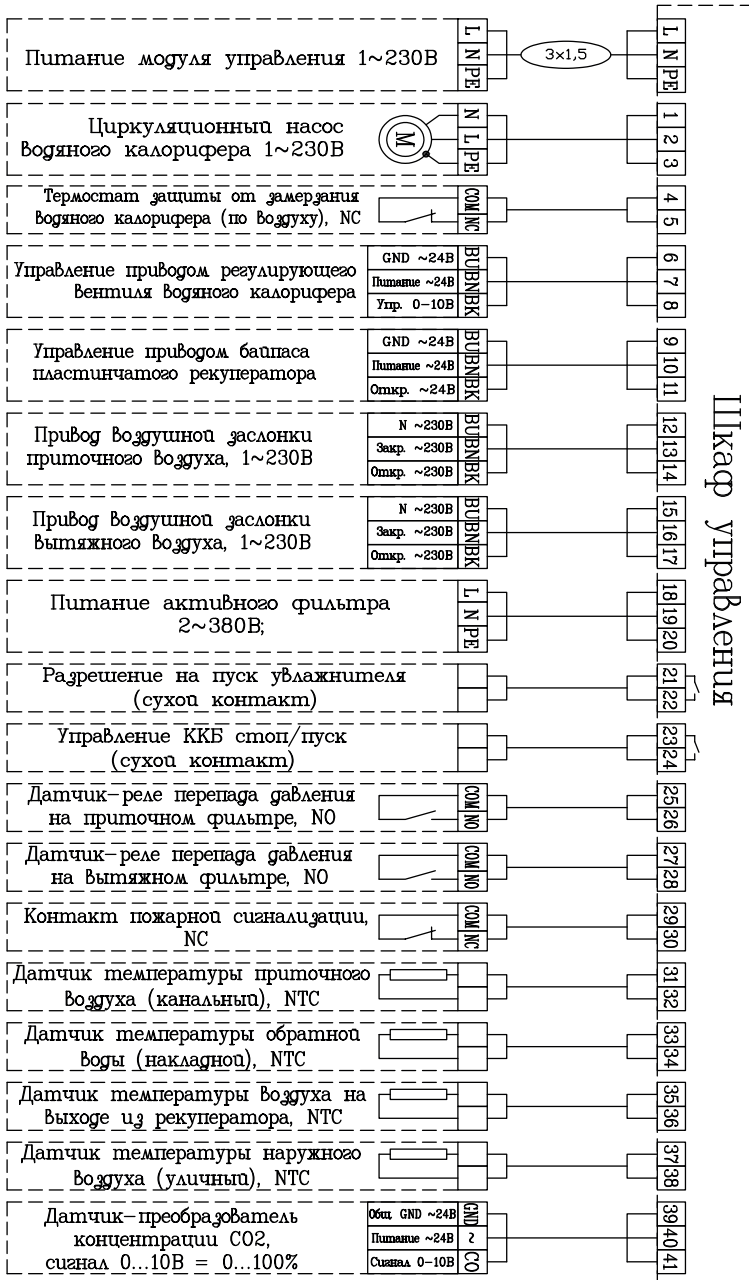 Питание модуля управления 1~230В
L
N
PE
3x1,5
L
N
PE
Циркуляционный насос
водяного калорифера 1~230В
M
N
L
PE
1
2
3
Термостат защиты от замерзания
водяного калорифера (по воздуху), NC
COM
NC
4
5
Управление приводом регулирующего
вентиля водяного калорифера
GND ~24В
Питание ~24В
Упр. 0-10В
BU
BN
BK
6
7
8
Управление приводом байпаса
пластинчатого рекуператора
GND ~24В
Питание ~24В
Откр. ~24В
BU
BN
BK
9
10
11
Привод воздушной заслонки
приточного воздуха, 1~230В
N ~230В
Закр. ~230В
Откр. ~230В
BU
BN
BK
12
13
14
Привод воздушной заслонки
вытяжного воздуха, 1~230В
N ~230В
Закр. ~230В
Откр. ~230В
BU
BN
BK
15
16
17
Питание активного фильтра
2~380В;
L
N
PE
18
19
20
Разрешение на пуск увлажнителя
(сухой контакт)
21
22
Управление ККБ стоп/пуск
(сухой контакт)
23
24
Датчик-реле перепада давления
на приточном фильтре, NO
COM
NO
25
26
Датчик-реле перепада давления
на вытяжном фильтре, NO
COM
NO
27
28
Контакт пожарной сигнализации,
NC
COM
NC
29
30
Датчик температуры приточного
воздуха (канальный), NTC
31
32
Датчик температуры обратной
воды (накладной), NTC
33
34
Датчик температуры воздуха на
выходе из рекуператора, NTC
35
36
Датчик температуры наружного
воздуха (уличный), NTC
37
38
Датчик-преобразователь
концентрации СО2,
сигнал 0...10В = 0...100%
Общ. GND ~24В
Питание ~24В
Сигнал 0-10В
GND
~
CO
39
40
41
Шкаф управления